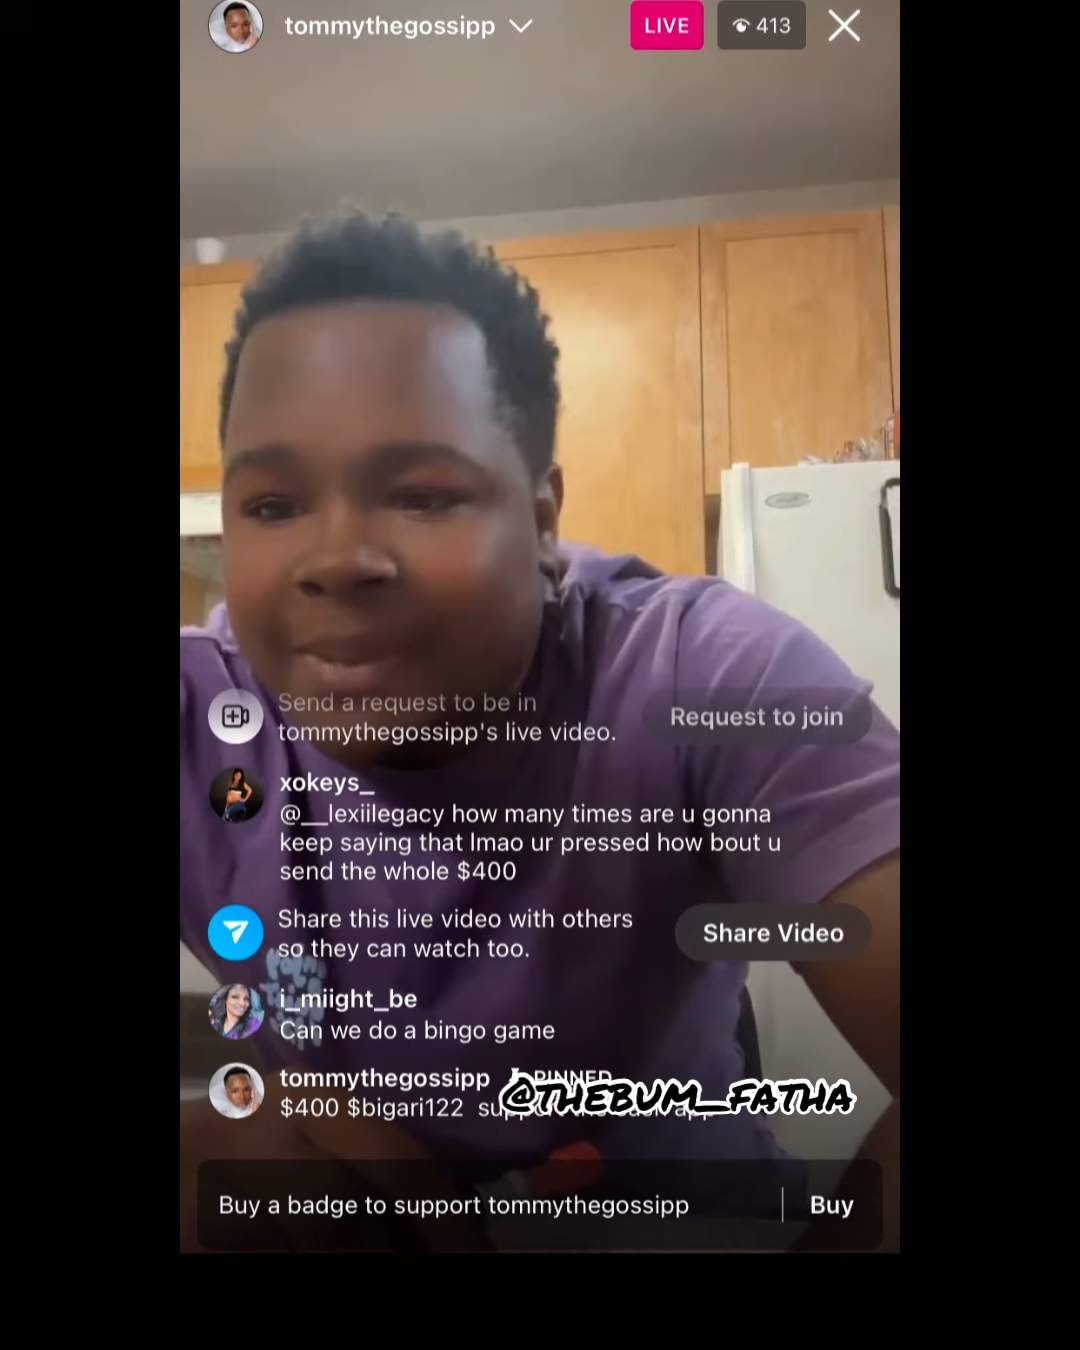 tommythegossipp
LIVE
413
Send a request to be in
tommythegossipp's live video.
Request to join
xokeys_
@__lexiilegacy how many times are u gonna
keep saying that lmao ur pressed how bout u
send the whole $400
Share this live video with others
so they can watch too.
Share Video
i_miight_be
Can we do a bingo game
tommythegossipp PINNED
$400 $bigari122
@THEBUM_FATHA
Buy a badge to support tommythegossipp
Buy